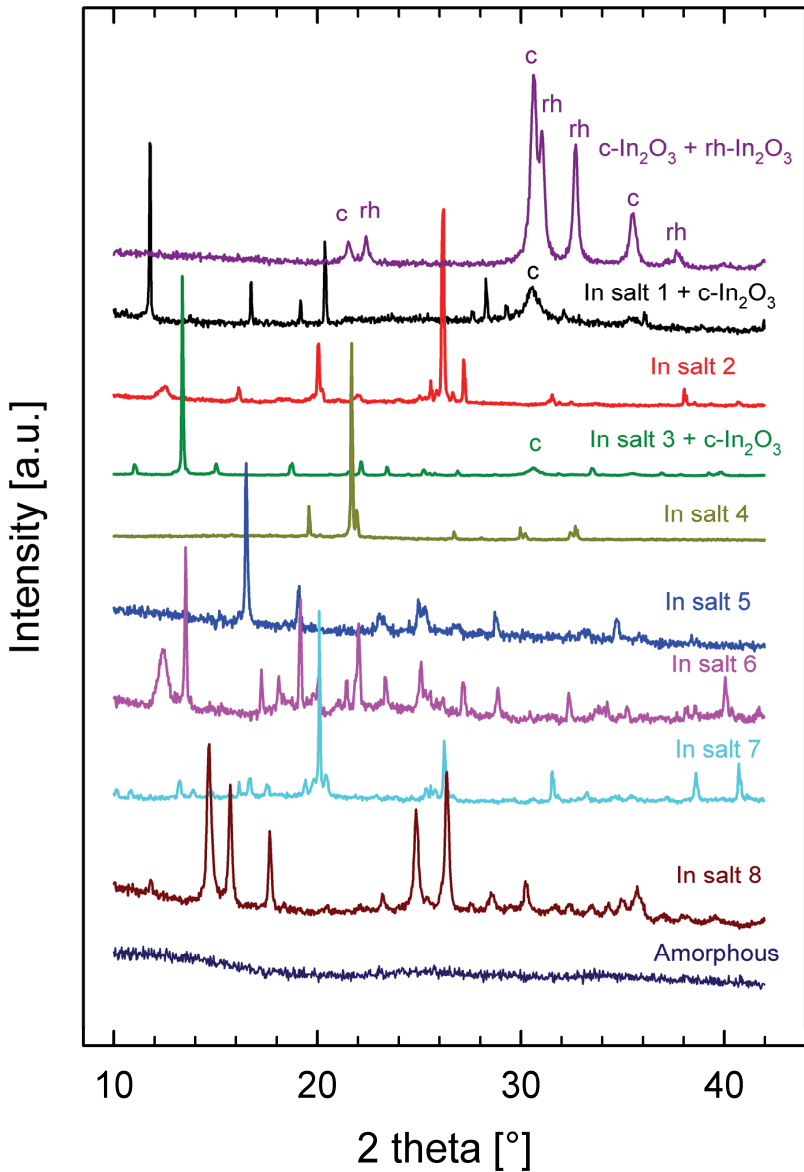 c
rh
rh
c-In₂O₃ + rh-In₂O₃
c
rh
c
rh
c
In salt 1 + c-In₂O₃
In salt 2
c
In salt 3 + c-In₂O₃
In salt 4
In salt 5
In salt 6
In salt 7
In salt 8
Amorphous
Intensity [a.u.]
10 20 30 40
2 theta [°]